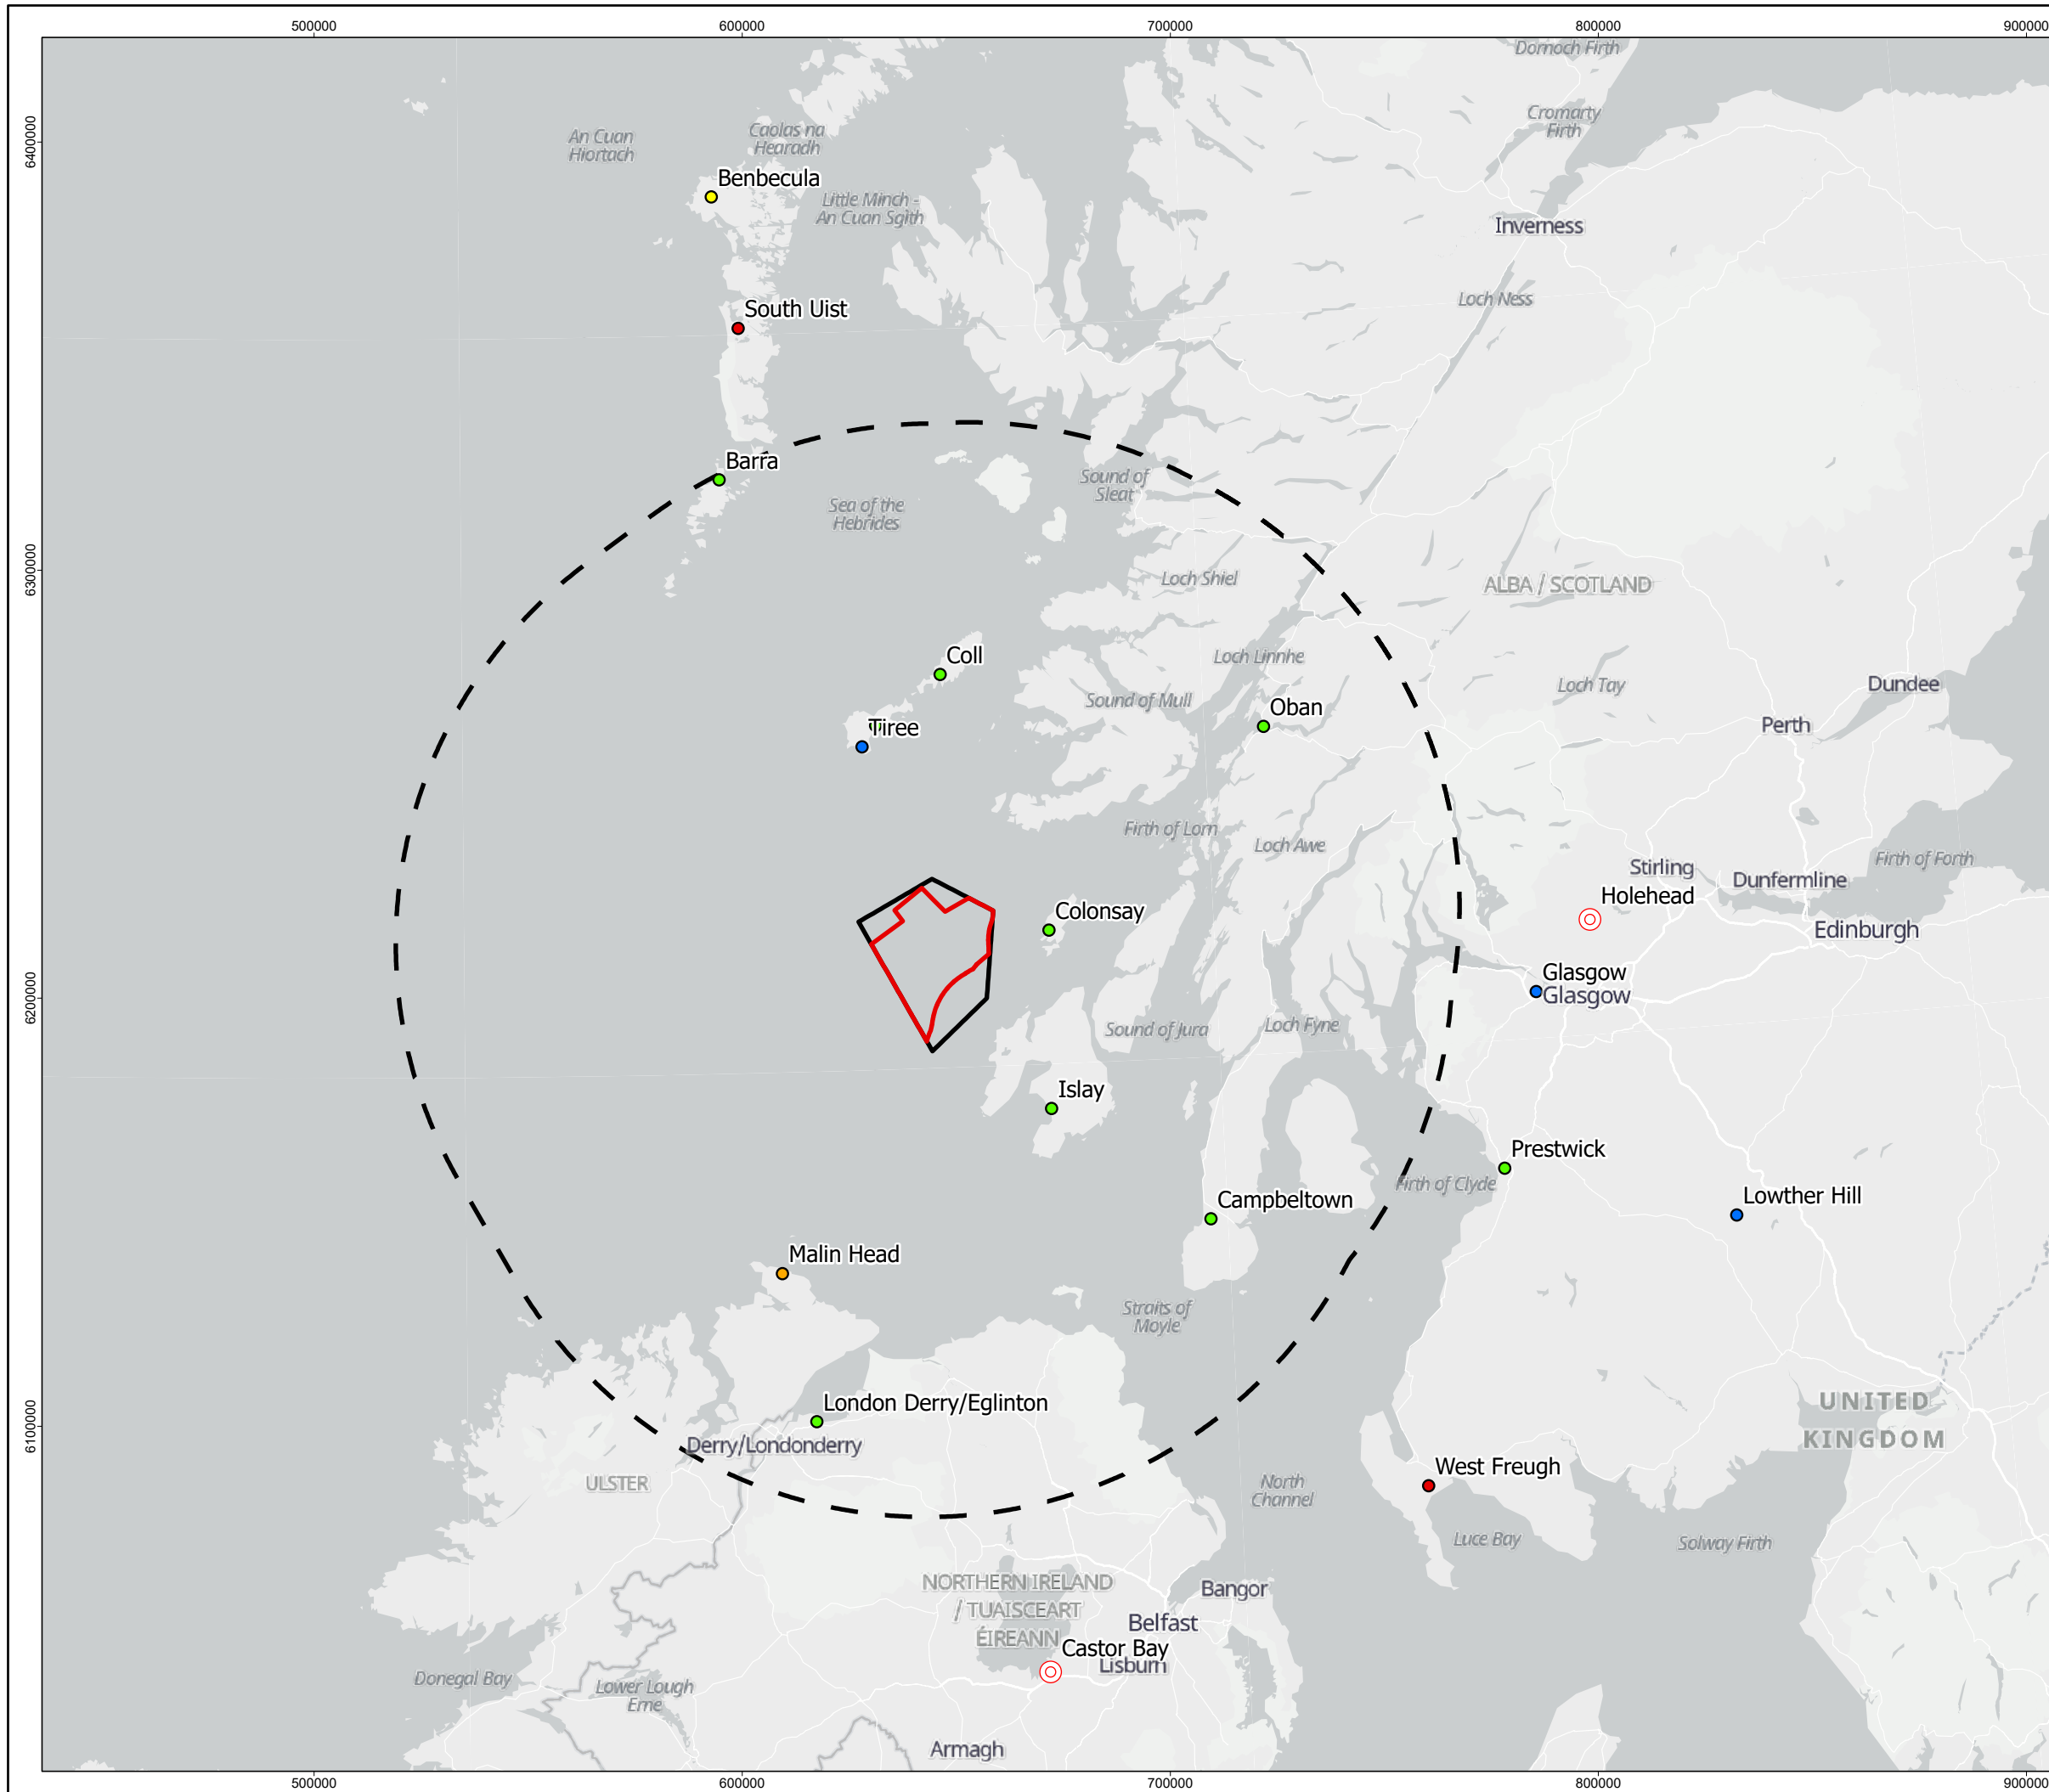 500000
600000
700000
800000
900000
6400000
6300000
6200000
6100000
Dornoch Firth
Cromarty
Firth
An Cuan
Hiortach
Caolas na
Hearadh
Benbecula
Little Minch -
An Cuan Sgìth
Inverness
South Uist
Loch Ness
Barra
Sound of
Sleat
Sea of the
Hebrides
Loch Shiel
ALBA / SCOTLAND
Coll
Loch Linnhe
Loch Tay
Dundee
Sound of Mull
Oban
Tiree
Perth
Firth of Lorn
Loch Awe
Stirling
Firth of Forth
Dunfermline
Holehead
Colonsay
Edinburgh
Glasgow
Glasgow
Sound of Jura
Loch Fyne
Islay
Prestwick
Firth of Clyde
Lowther Hill
Campbeltown
Malin Head
Straits of
Moyle
London Derry/Eglinton
Derry/Londonderry
UNITED
KINGDOM
ULSTER
West Freugh
North
Channel
Luce Bay
Solway Firth
NORTHERN IRELAND
/ TUAISCEART
ÉIREANN
Bangor
Belfast
Castor Bay
Lisburn
Donegal Bay
Lower Lough
Erne
Armagh
500000
600000
700000
800000
900000